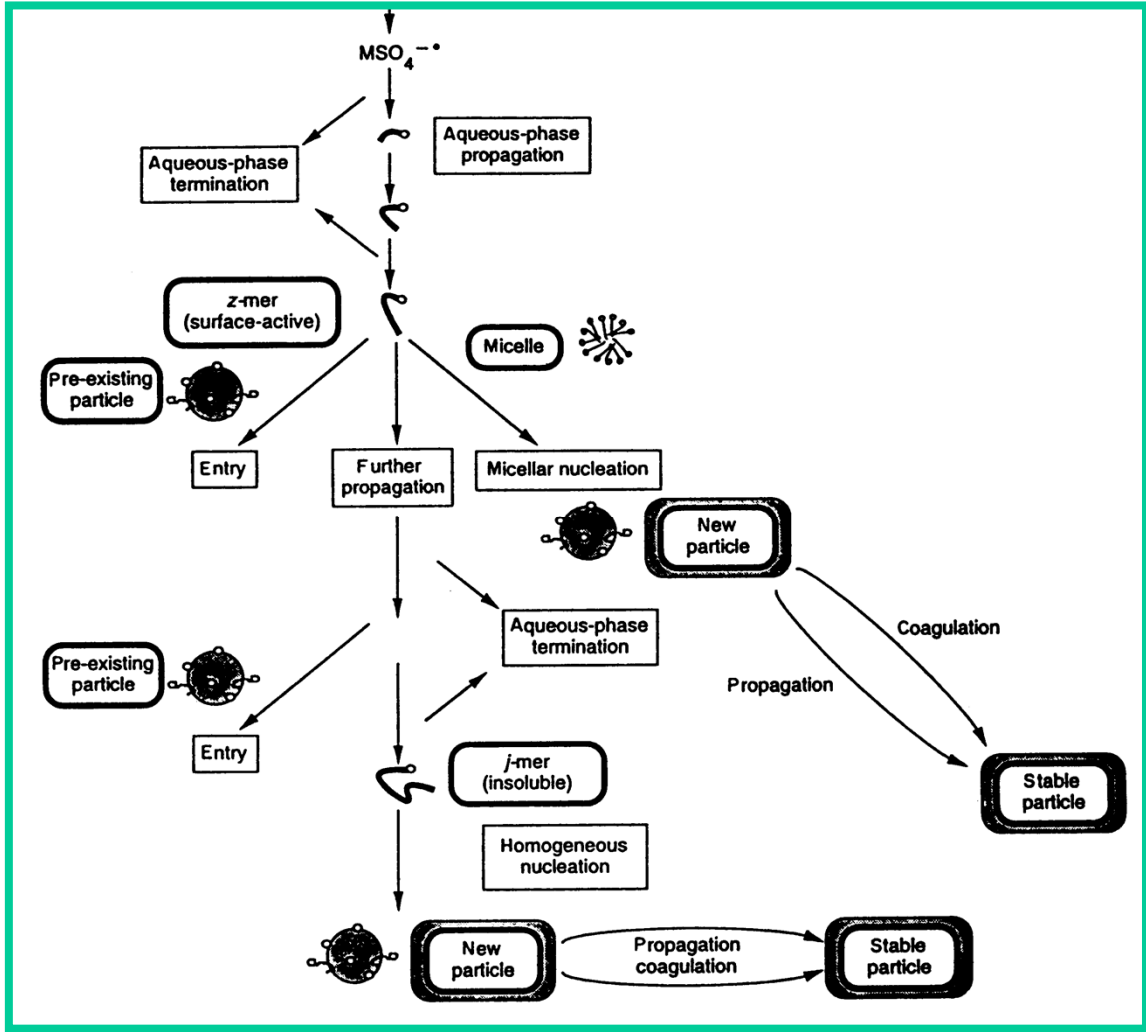 MSO4−•
Aqueous-phase
propagation
Aqueous-phase
termination
z-mer
(surface-active)
Micelle
Pre-existing
particle
Entry
Further
propagation
Micellar nucleation
New
particle
Aqueous-phase
termination
Coagulation
Propagation
Pre-existing
particle
Entry
j-mer
(insoluble)
Stable
particle
Homogeneous
nucleation
New
particle
Propagation
coagulation
Stable
particle